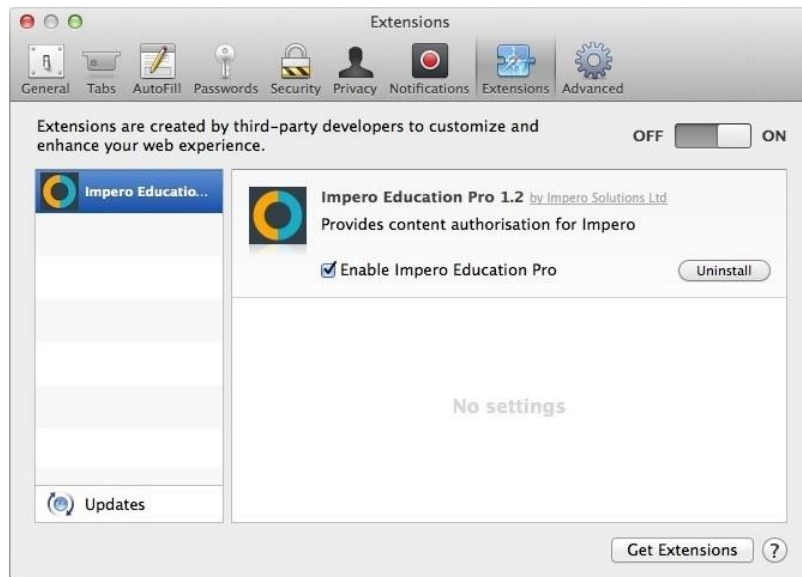 Extensions
General Tabs AutoFill Passwords Security Privacy Notifications Extensions Advanced
Extensions are created by third-party developers to customize and
enhance your web experience.
OFF ON
Impero Educatio...
Impero Education Pro 1.2 by Impero Solutions Ltd
Provides content authorisation for Impero
Enable Impero Education Pro
Uninstall
No settings
Updates
Get Extensions ?